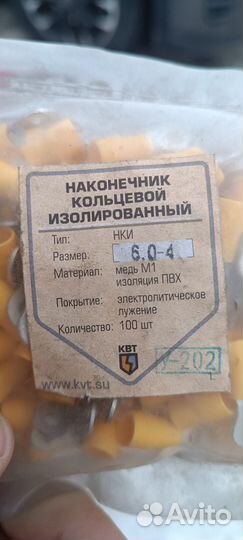 НАКОНЕЧНИК
КОЛЬЦЕВОЙ
ИЗОЛИРОВАННЫЙ
Тип: НКИ
Размер: 6.0-4
Материал: медь М1
изоляция ПВХ
Покрытие: электролитическое
лужение
Количество: 100 шт
КВТ
www.kvt.su
V-202
Avito